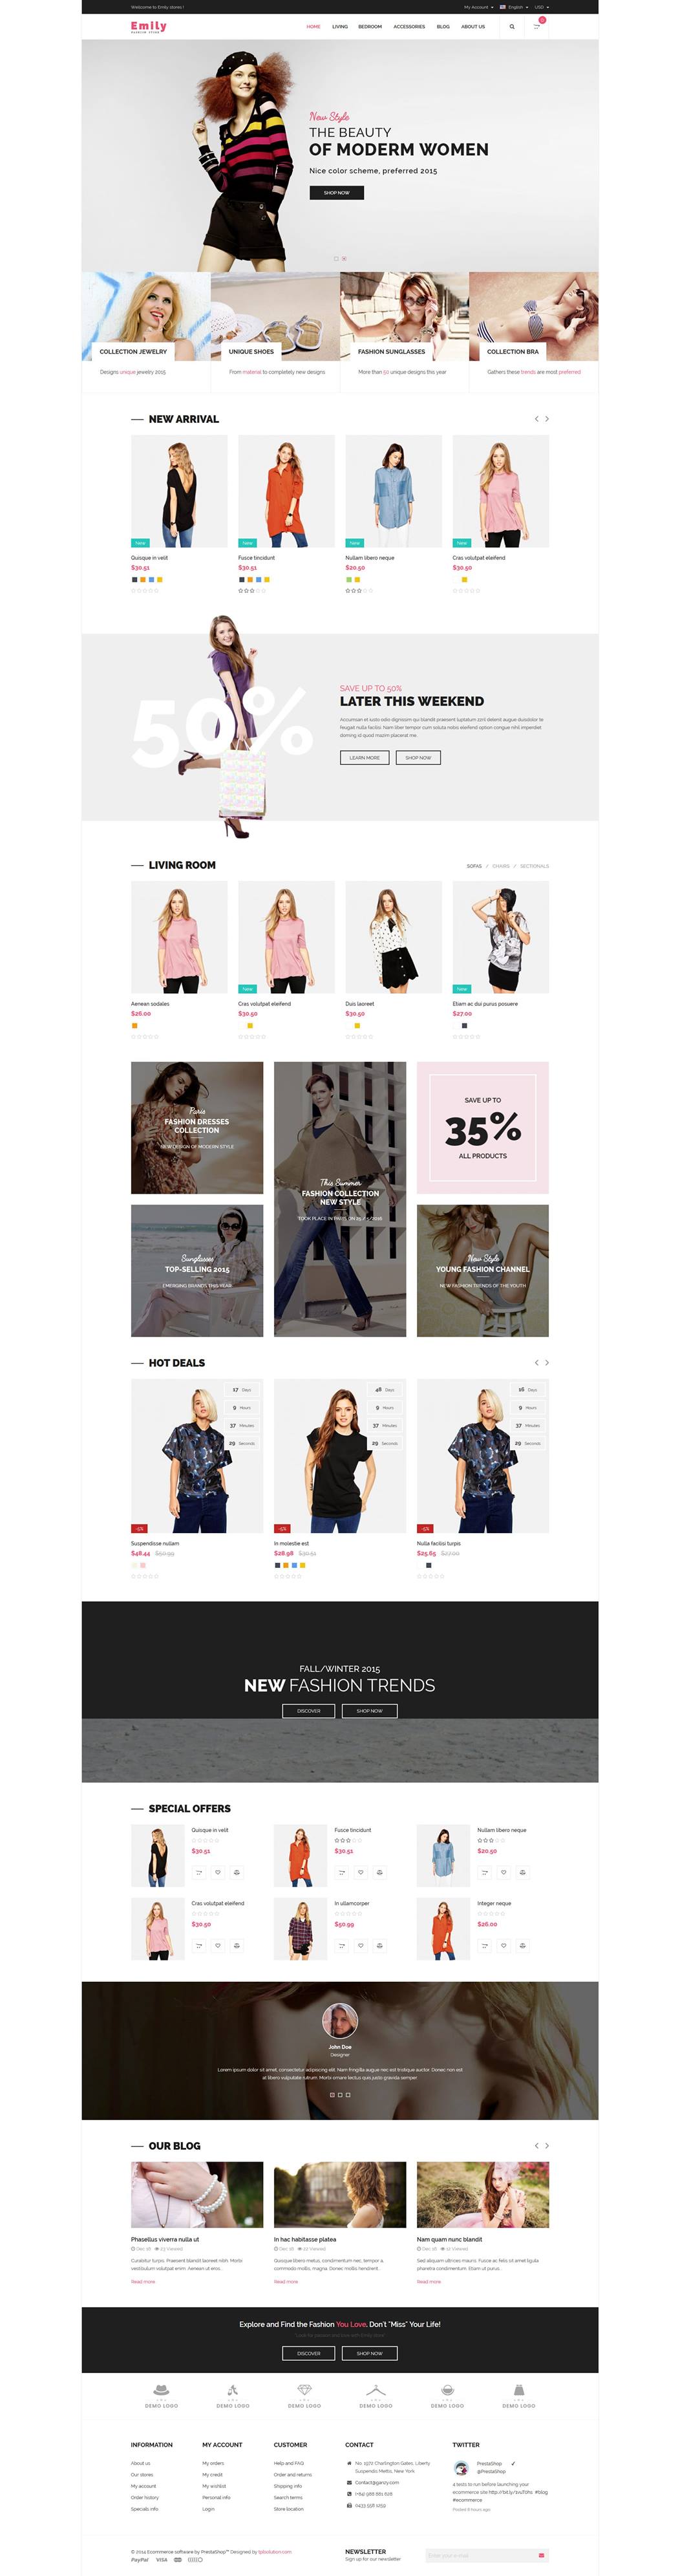 Welcome to Emily stores !
My Account English USD
Emily
FASHION STORE
HOME LIVING BEDROOM ACCESSORIES BLOG ABOUT US
0
New Style
THE BEAUTY
OF MODERM WOMEN
Nice color scheme, preferred 2015
SHOP NOW
COLLECTION JEWELRY UNIQUE SHOES FASHION SUNGLASSES COLLECTION BRA
Designs unique jewelry 2015
From material to completely new designs
More than 50 unique designs this year
Gathers these trends are most preferred
NEW ARRIVAL
New New New New
Quisque in velit Fusce tincidunt Nullam libero neque Cras volutpat eleifend
$30.51 $30.51 $20.50 $30.50
50%
SAVE UP TO 50%
LATER THIS WEEKEND
Accumsan et iusto odio dignissim qui blandit praesent luptatum zzril delenit augue duisdolor te
feugait nulla facilisi. Nam liber tempor cum soluta nobis eleifend option congue nihil imperdiet
doming id quod mazim placerat me.
LEARN MORE SHOP NOW
LIVING ROOM
SOFAS / CHAIRS / SECTIONALS
New New
Aenean sodales Cras volutpat eleifend Duis laoreet Etiam ac dui purus posuere
$26.00 $30.50 $30.50 $27.00
Paris
FASHION DRESSES
COLLECTION
NEW DESIGN OF MODERN STYLE
This Summer
FASHION COLLECTION
NEW STYLE
SAVE UP TO
35%
ALL PRODUCTS
Sunglasses
TOP-SELLING 2015
EMERGING BRANDS THIS YEAR
New Style
YOUNG FASHION CHANNEL
NEW FASHION TRENDS OF THE YOUTH
HOT DEALS
17 Days
9 Hours
37 Minutes
29 Seconds
48 Days
9 Hours
37 Minutes
29 Seconds
16 Days
9 Hours
37 Minutes
29 Seconds
-5% -5% -5%
Suspendisse nullam In molestie est Nulla facilisi turpis
$48.44 $50.99 $28.98 $30.51 $25.65 $27.00
FALL/WINTER 2015
NEW FASHION TRENDS
DISCOVER SHOP NOW
SPECIAL OFFERS
Quisque in velit
$30.51
Fusce tincidunt
$30.51
Nullam libero neque
$20.50
Cras volutpat eleifend
$30.50
In ullamcorper
$50.99
Integer neque
$26.00
John Doe
Designer
Lorem ipsum dolor sit amet, consectetur adipiscing elit. Nam fringilla augue nec est tristique auctor. Donec non est
at libero vulputate rutrum. Morbi ornare lectus quis justo gravida semper.
OUR BLOG
Phasellus viverra nulla ut
Dec 16 23 Viewed
Curabitur turpis. Praesent blandit laoreet nibh. Morbi
vestibulum volutpat enim. Aenean ut eros
Read more
In hac habitasse platea
Dec 16 22 Viewed
Quisque libero metus, condimentum nec, tempor a,
commodo mollis, magna. Donec mollis hendrerit
Read more
Nam quam nunc blandit
Dec 16 12 Viewed
Sed aliquam ultrices mauris. Fusce ac felis sit amet ligula
pharetra condimentum. Etiam ut purus
Read more
Explore and Find the Fashion You Love. Don't "Miss" Your Life!
DISCOVER SHOP NOW
DEMO LOGO DEMO LOGO DEMO LOGO DEMO LOGO DEMO LOGO DEMO LOGO
INFORMATION
About us
Our stores
My account
Order history
Specials info
MY ACCOUNT
My orders
My credit
My wishlist
Personal info
Login
CUSTOMER
Help and FAQ
Order and returns
Shipping info
Search terms
Store location
CONTACT
No. 1972 Charlington Gates, Liberty
Suspendis Mettis, New York
Contact@ganzy.com
(+84) 988 881 828
0433 958 1759
TWITTER
PrestaShop
@PrestaShop
4 tests to run before launching your
#blog
#ecommerce
Posted 8 hours ago
© 2014 Ecommerce software by PrestaShop™ Designed by tplsolution.com
PayPal VISA
NEWSLETTER
Sign up for our newsletter
Enter your e-mail